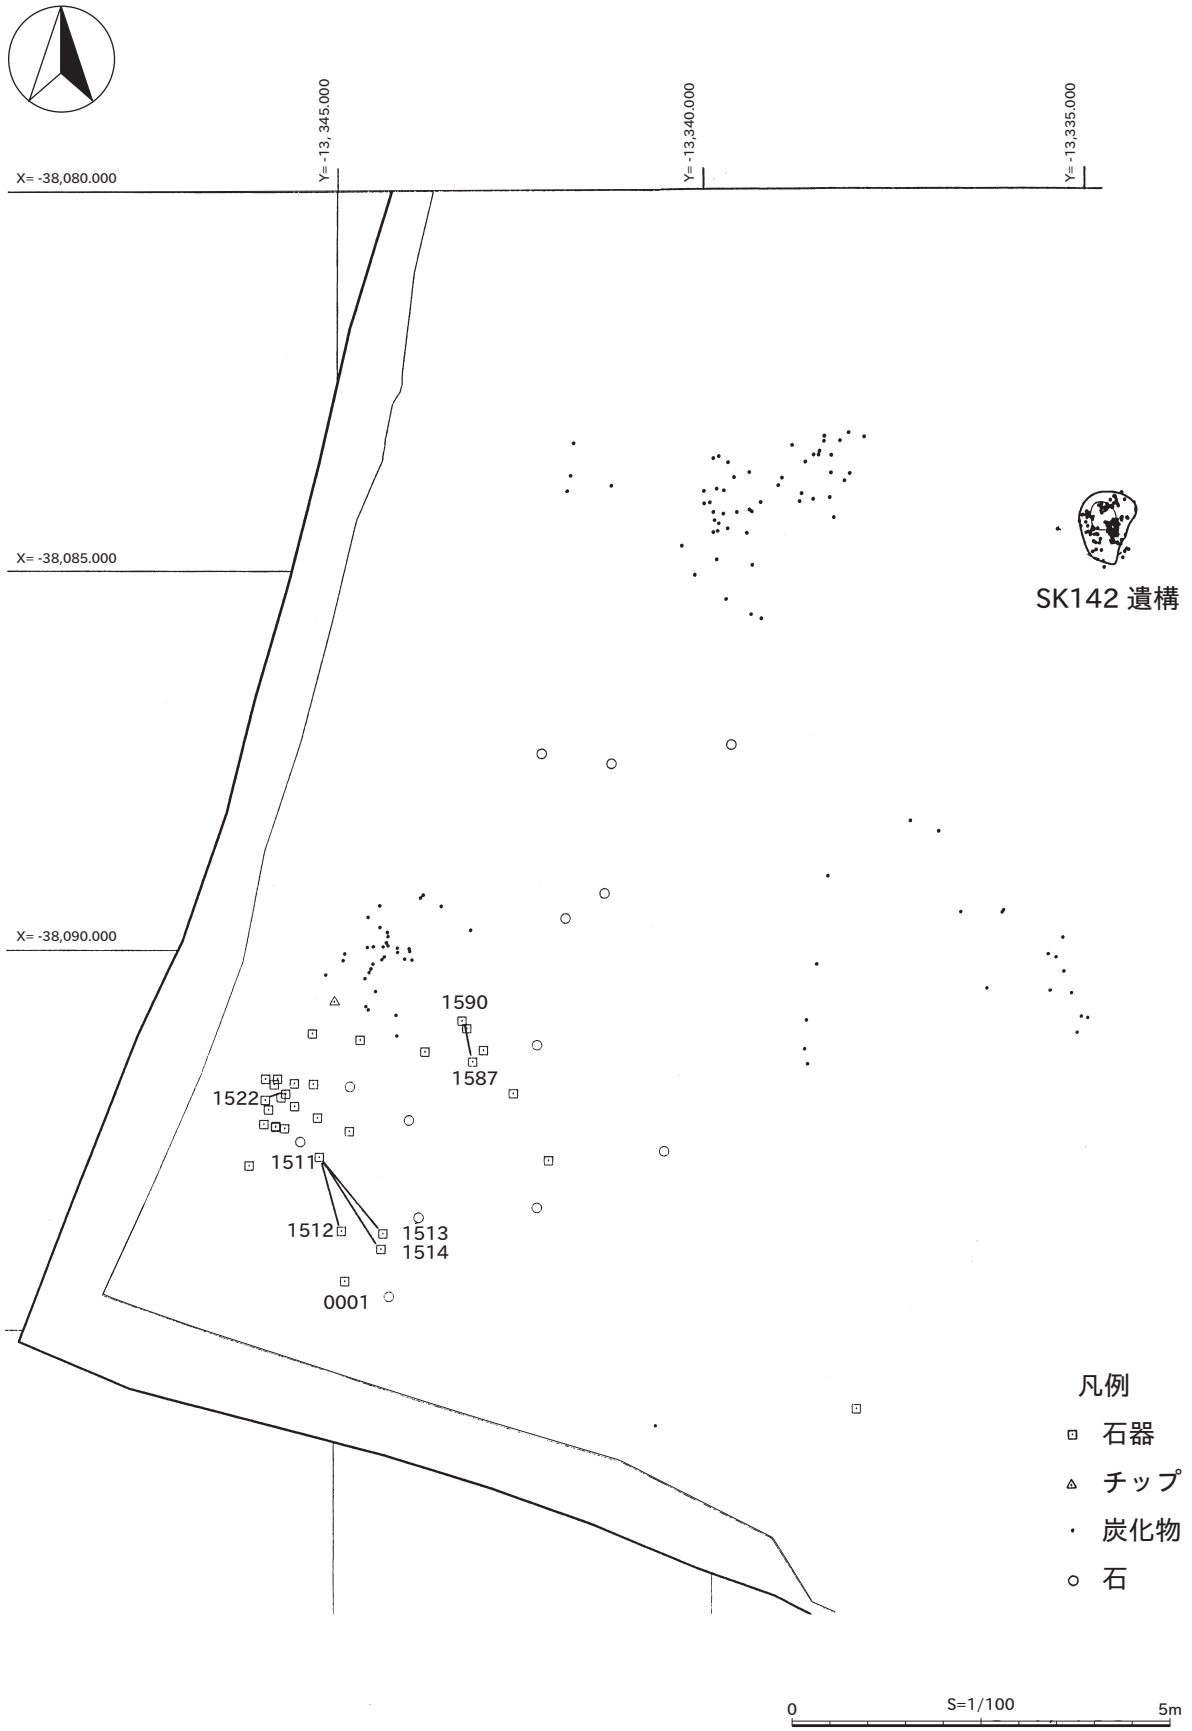 Y= -13, 345.000
Y= -13,340.000
Y= -13,335.000
X= -38,080.000
X= -38,085.000
SK142 遺構
X= -38,090.000
1590
1587
1522
1511
1512
1513
1514
0001
凡例
石器
チップ
炭化物
石
0
S=1/100
5m